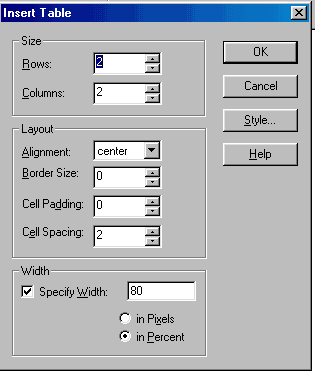 Insert Table
Size
Rows: 2
Columns: 2
OK
Cancel
Style...
Help
Layout
Alignment: center
Border Size: 0
Cell Padding: 0
Cell Spacing: 2
Width
Specify Width: 80
in Pixels
in Percent